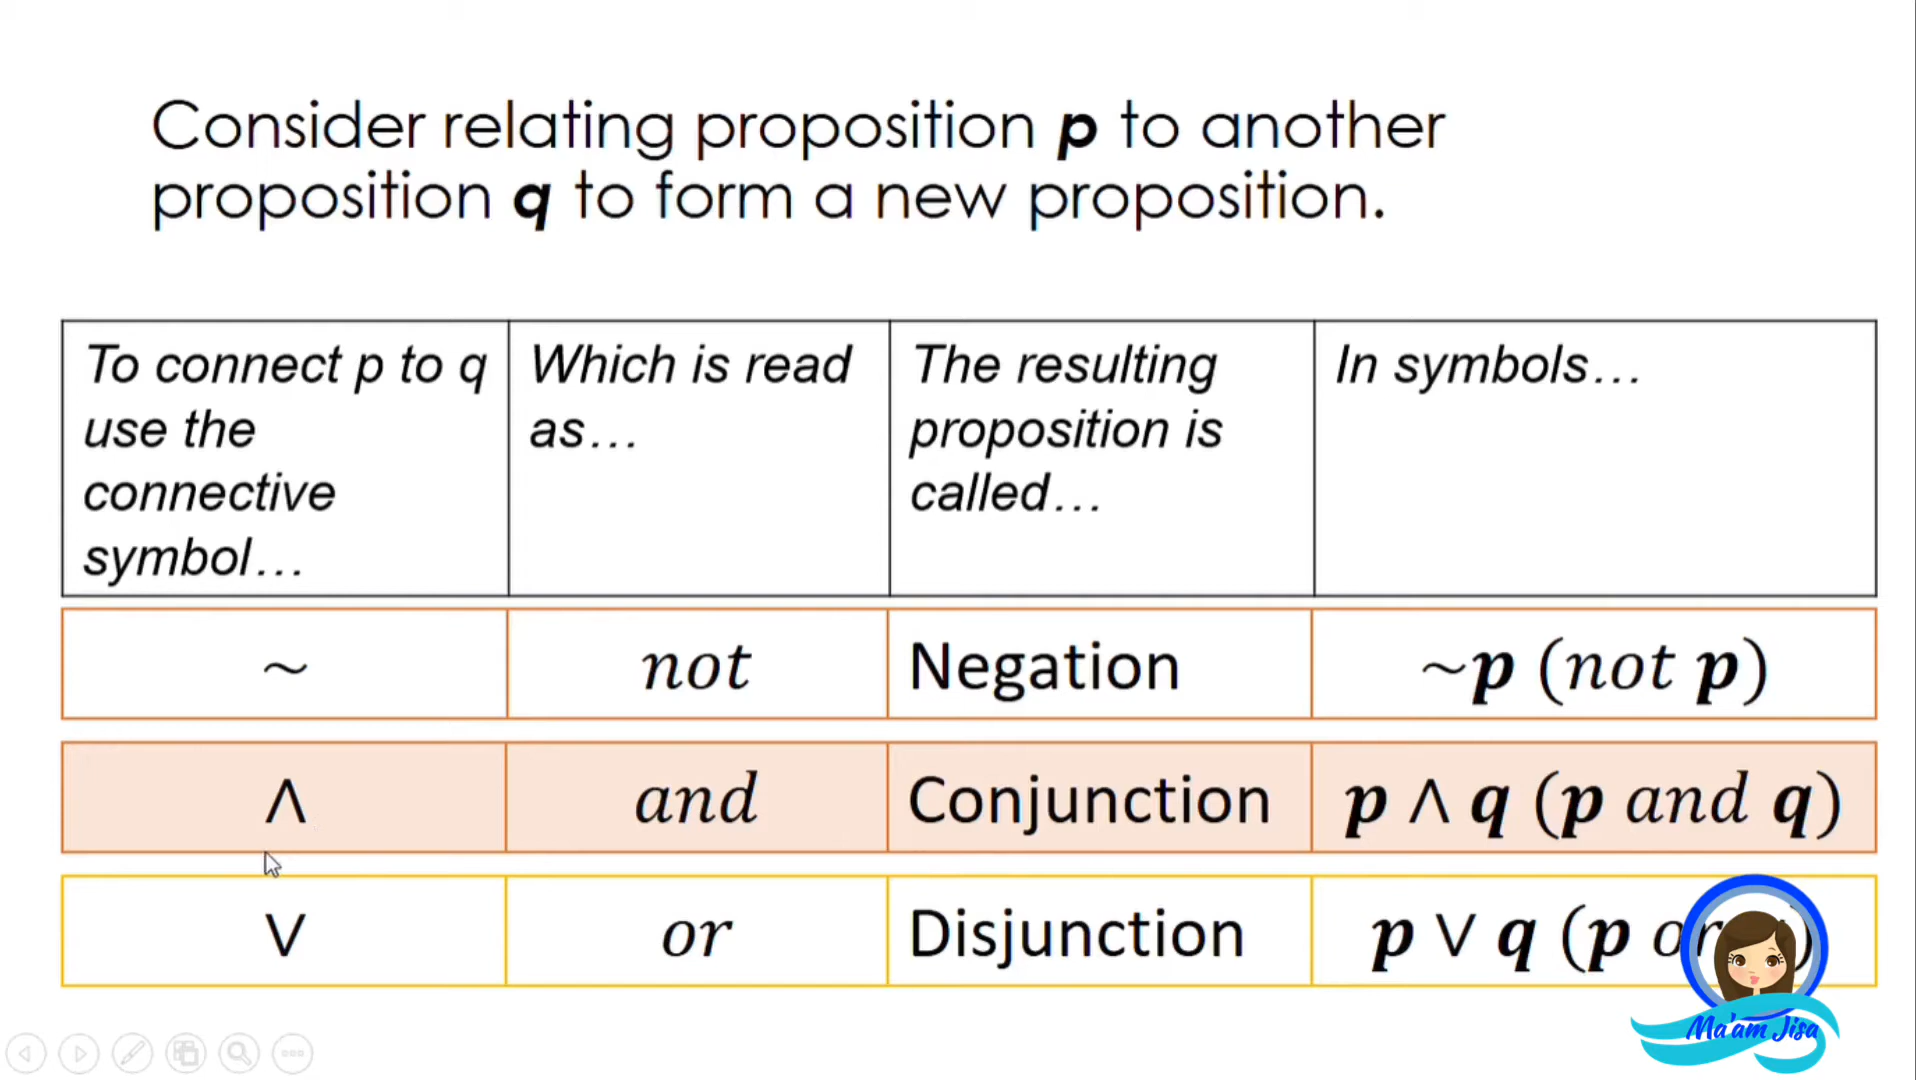 Consider relating proposition p to another
proposition q to form a new proposition.
To connect p to q
use the
connective
symbol...
Which is read
as...
The resulting
proposition is
called...
In symbols...
~
not
Negation
~p (not p)
∧
and
Conjunction
p ∧ q (p and q)
∨
or
Disjunction
p ∨ q (p or )
Ma'am Jisa